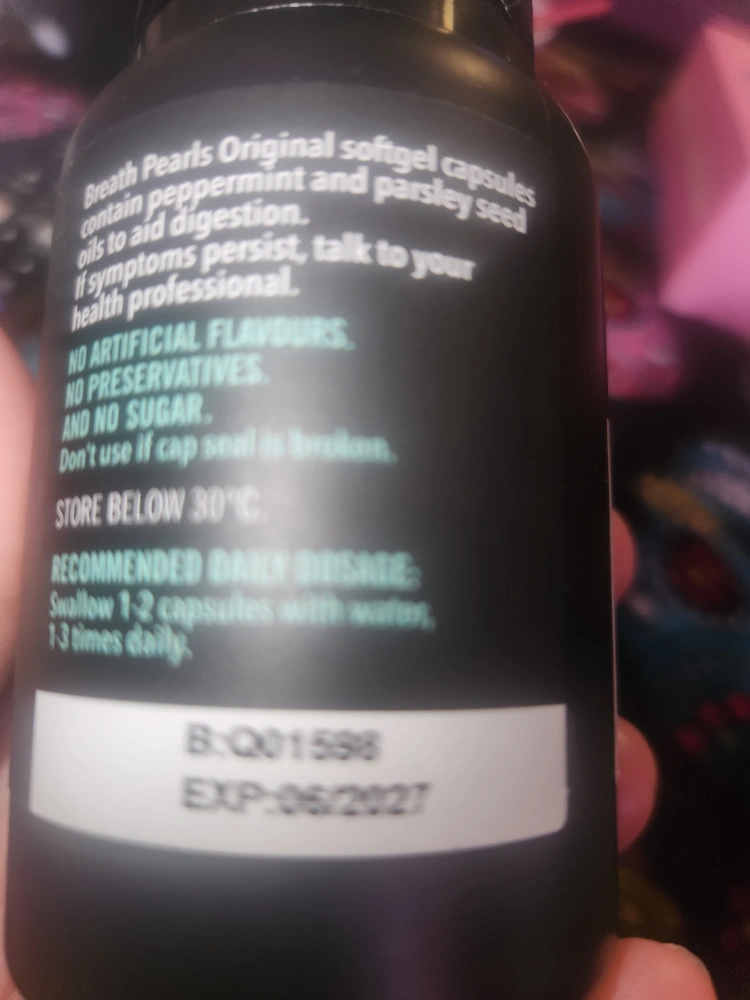 Breath Pearls Original softgel capsules
contain peppermint and parsley seed
oils to aid digestion.
If symptoms persist, talk to your
health professional.
NO ARTIFICIAL FLAVOURS.
NO PRESERVATIVES.
AND NO SUGAR.
Don't use if cap seal is broken.
STORE BELOW 30°C.
RECOMMENDED DAILY DOSAGE:
Swallow 1-2 capsules with water,
1-3 times daily.
B:Q01598
EXP:06/2027